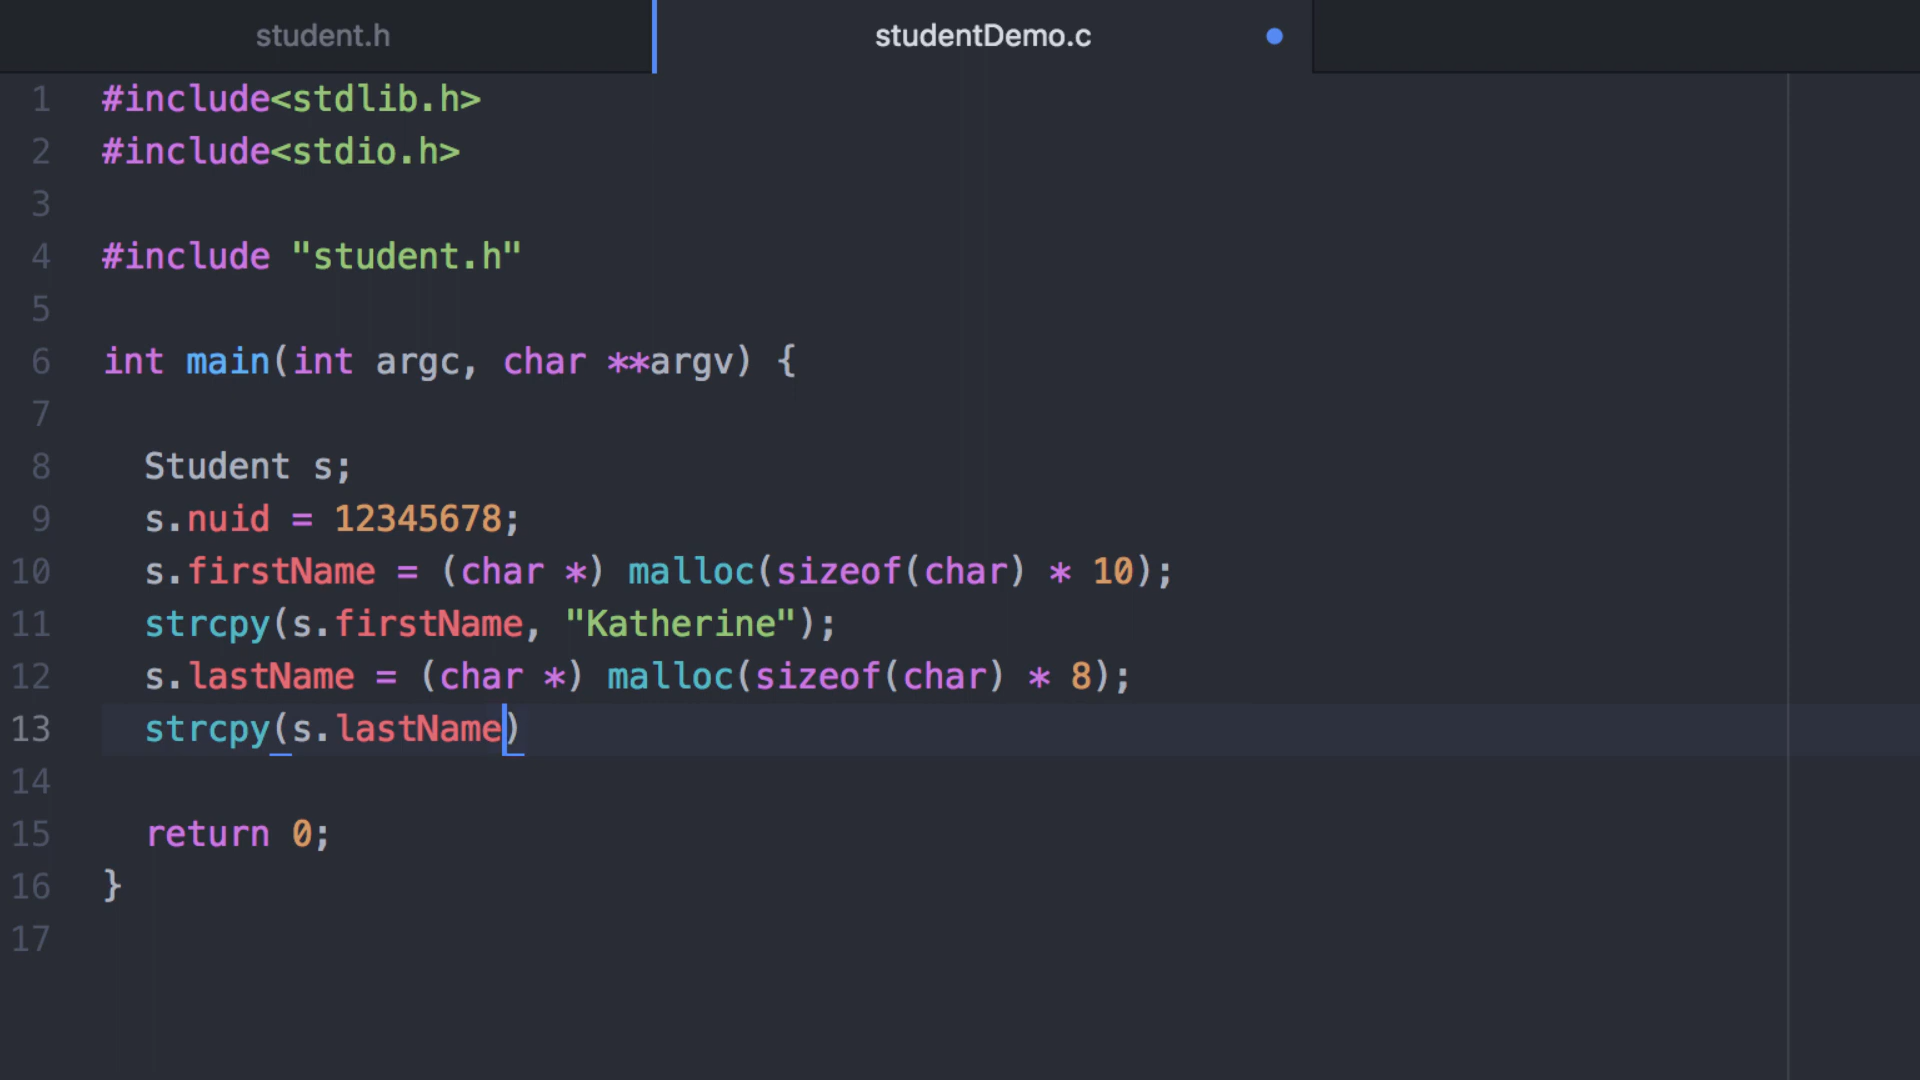 student.h
studentDemo.c
1 #include<stdlib.h>
2 #include<stdio.h>
3
4 #include "student.h"
5
6 int main(int argc, char **argv) {
7
8 Student s;
9 s.nuid = 12345678;
10 s.firstName = (char *) malloc(sizeof(char) * 10);
11 strcpy(s.firstName, "Katherine");
12 s.lastName = (char *) malloc(sizeof(char) * 8);
13 strcpy(s.lastName)
14
15 return 0;
16 }
17